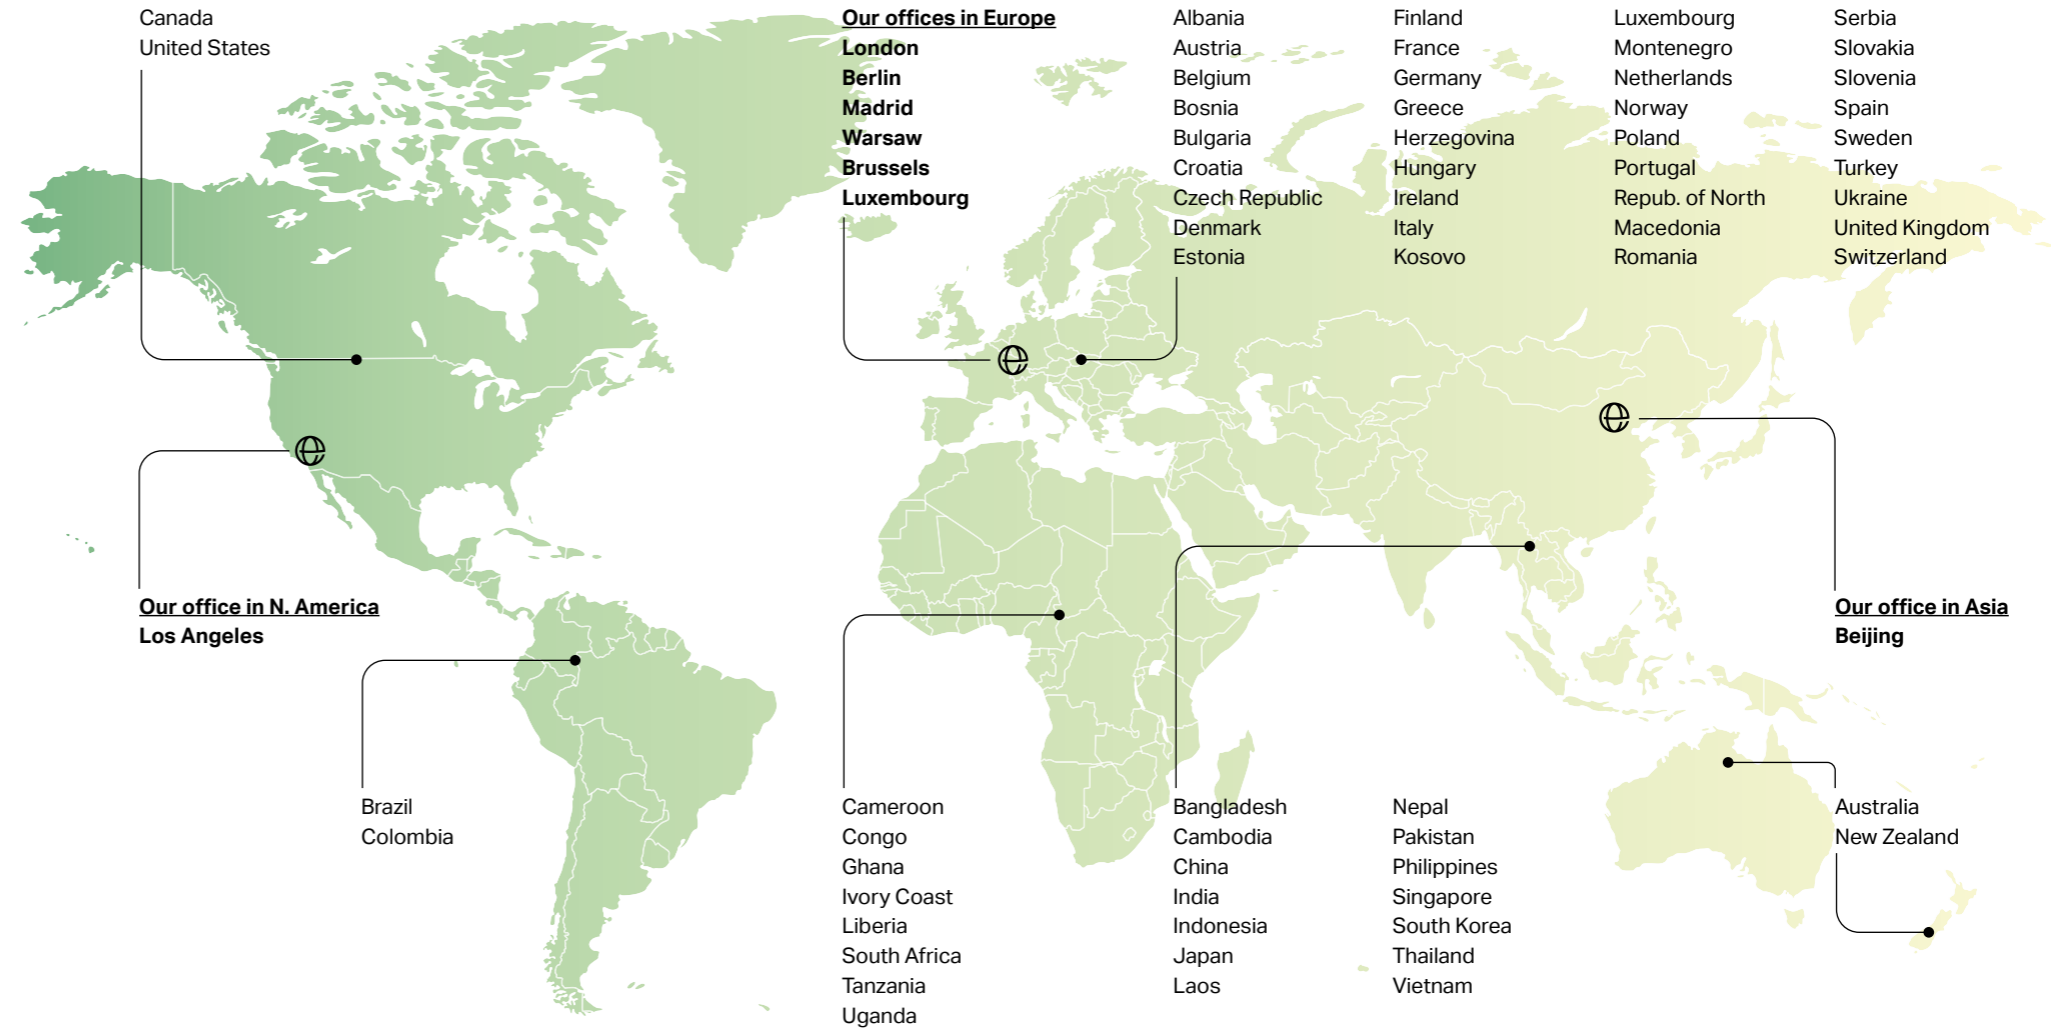 Canada
United States
Our offices in Europe
London
Berlin
Madrid
Warsaw
Brussels
Luxembourg
Albania
Austria
Belgium
Bosnia
Bulgaria
Croatia
Czech Republic
Denmark
Estonia
Finland
France
Germany
Greece
Herzegovina
Hungary
Ireland
Italy
Kosovo
Luxembourg
Montenegro
Netherlands
Norway
Poland
Portugal
Repub. of North
Macedonia
Romania
Serbia
Slovakia
Slovenia
Spain
Sweden
Turkey
Ukraine
United Kingdom
Switzerland
Our office in N. America
Los Angeles
Our office in Asia
Beijing
Brazil
Colombia
Cameroon
Congo
Ghana
Ivory Coast
Liberia
South Africa
Tanzania
Uganda
Bangladesh
Cambodia
China
India
Indonesia
Japan
Laos
Nepal
Pakistan
Philippines
Singapore
South Korea
Thailand
Vietnam
Australia
New Zealand